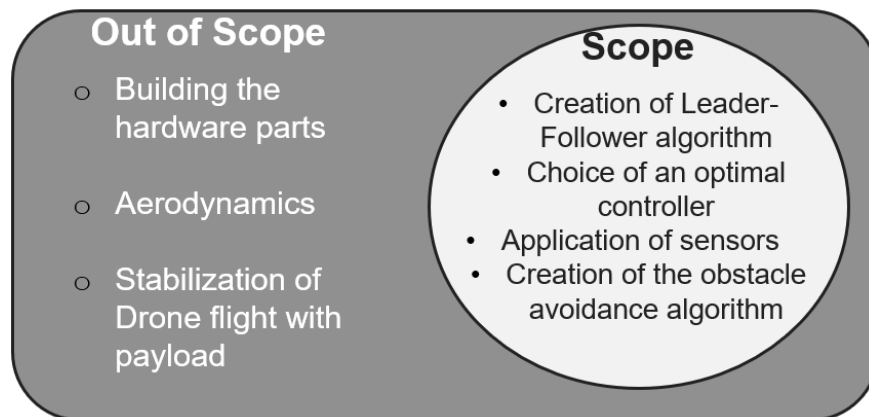 Out of Scope
o Building the
hardware parts
o Aerodynamics
o Stabilization of
Drone flight with
payload
Scope
• Creation of Leader-
Follower algorithm
• Choice of an optimal
controller
• Application of sensors
• Creation of the obstacle
avoidance algorithm